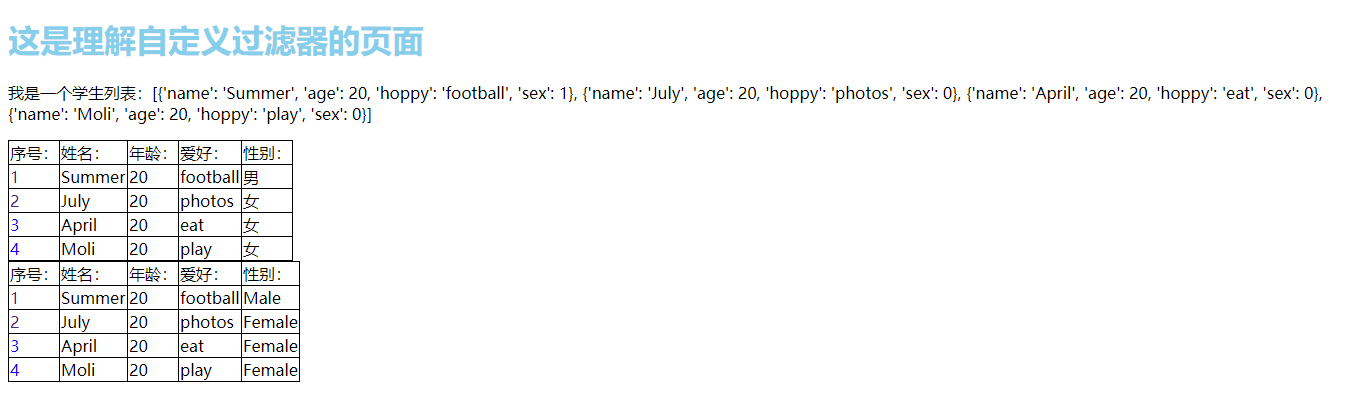 这是理解自定义过滤器的页面
我是一个学生列表：[{'name': 'Summer', 'age': 20, 'hoppy': 'football', 'sex': 1}, {'name': 'July', 'age': 20, 'hoppy': 'photos', 'sex': 0}, {'name': 'April', 'age': 20, 'hoppy': 'eat', 'sex': 0},
{'name': 'Moli', 'age': 20, 'hoppy': 'play', 'sex': 0}]
序号： 姓名： 年龄： 爱好： 性别：
1 Summer 20 football 男
2 July 20 photos 女
3 April 20 eat 女
4 Moli 20 play 女
序号： 姓名： 年龄： 爱好： 性别：
1 Summer 20 football Male
2 July 20 photos Female
3 April 20 eat Female
4 Moli 20 play Female